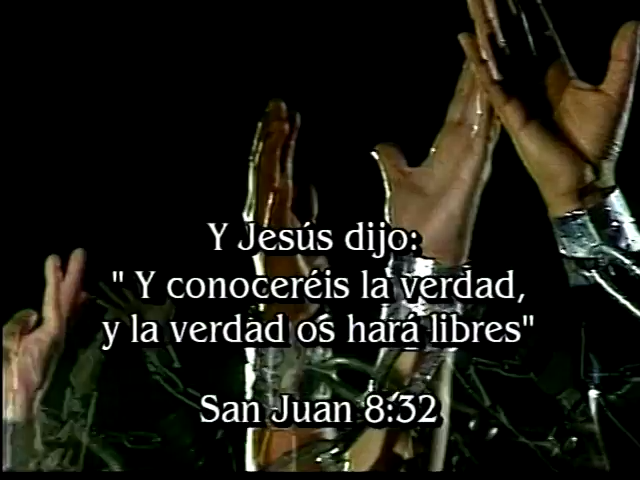 Y Jesús dijo:
" Y conoceréis la verdad,
y la verdad os hará libres"
San Juan 8:32